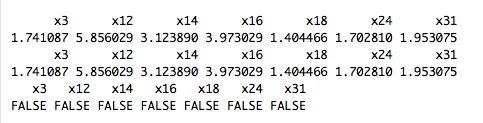 x3 x12 x14 x16 x18 x24 x31
1.741087 5.856029 3.123890 3.973029 1.404466 1.702810 1.953075
x3 x12 x14 x16 x18 x24 x31
1.741087 5.856029 3.123890 3.973029 1.404466 1.702810 1.953075
x3 x12 x14 x16 x18 x24 x31
FALSE FALSE FALSE FALSE FALSE FALSE FALSE